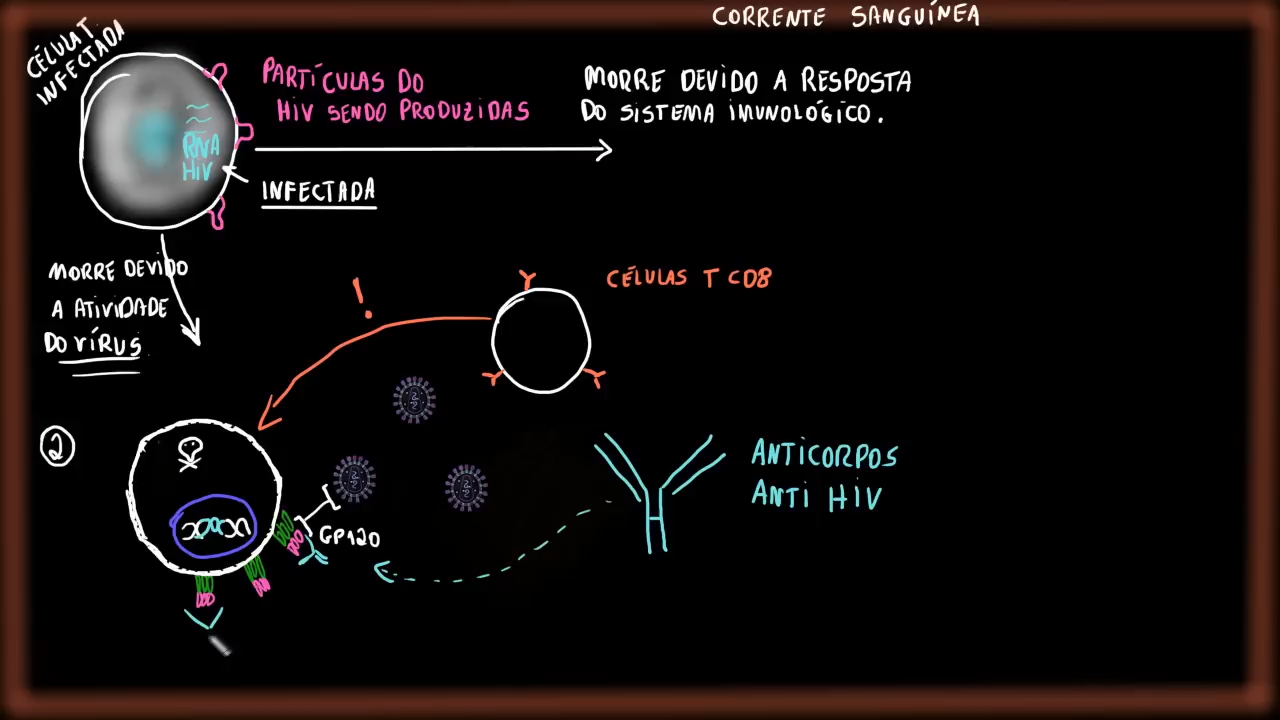 CORRENTE SANGUÍNEA
CÉLULA T
INFECTADA
PARTÍCULAS DO
HIV SENDO PRODUZIDAS
MORRE DEVIDO A RESPOSTA
DO SISTEMA IMUNOLÓGICO.
RNA
HIV
INFECTADA
MORRE DEVIDO
A ATIVIDADE
DO VÍRUS
!
CÉLULAS T CD8
2
ANTICORPOS
ANTI HIV
GP120